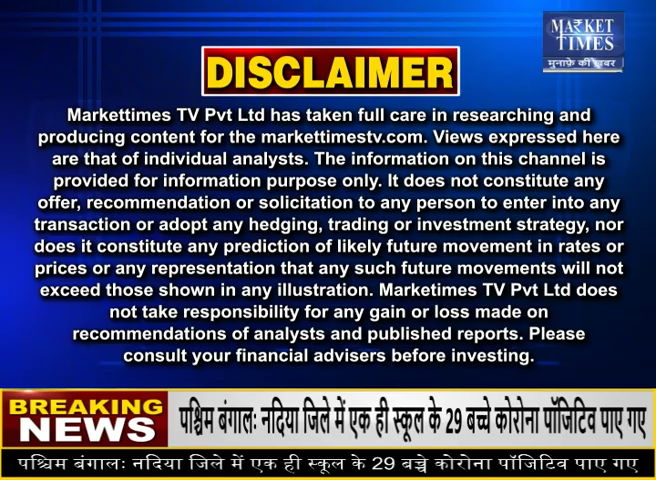 MA₹KET
TIMES
मुनाफ़े की ख़बर
DISCLAIMER
Markettimes TV Pvt Ltd has taken full care in researching and
producing content for the markettimestv.com. Views expressed here
are that of individual analysts. The information on this channel is
provided for information purpose only. It does not constitute any
offer, recommendation or solicitation to any person to enter into any
transaction or adopt any hedging, trading or investment strategy, nor
does it constitute any prediction of likely future movement in rates or
prices or any representation that any such future movements will not
exceed those shown in any illustration. Marketimes TV Pvt Ltd does
not take responsibility for any gain or loss made on
recommendations of analysts and published reports. Please
consult your financial advisers before investing.
BREAKING
NEWS
पश्चिम बंगालः नदिया जिले में एक ही स्कूल के 29 बच्चे कोरोना पॉजिटिव पाए गए
पश्चिम बंगालः नदिया जिले में एक ही स्कूल के 29 बच्चे कोरोना पॉजिटिव पाए गए